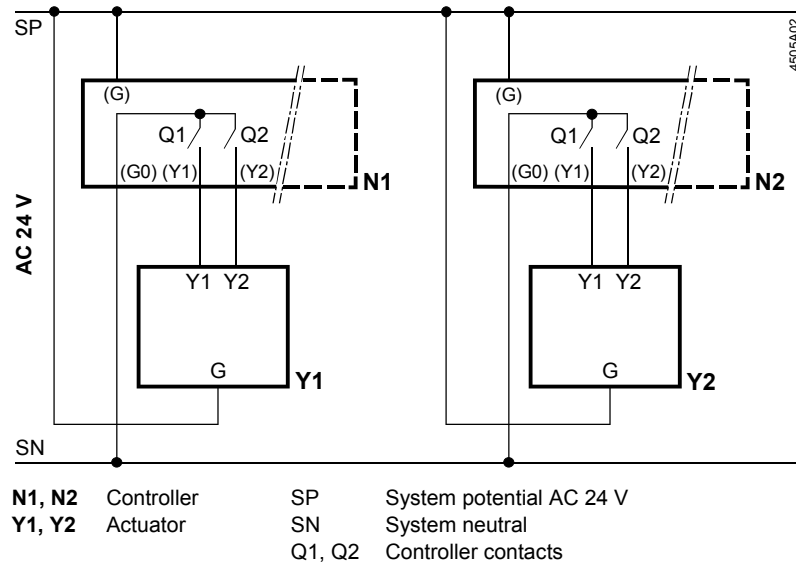 SP
4505A02
(G)
Q1 Q2
(G0) (Y1) (Y2)
N1
(G)
Q1 Q2
(G0) (Y1) (Y2)
N2
AC 24 V
Y1 Y2
G
Y1
Y1 Y2
G
Y2
SN
N1, N2 Controller SP System potential AC 24 V
Y1, Y2 Actuator SN System neutral
Q1, Q2 Controller contacts